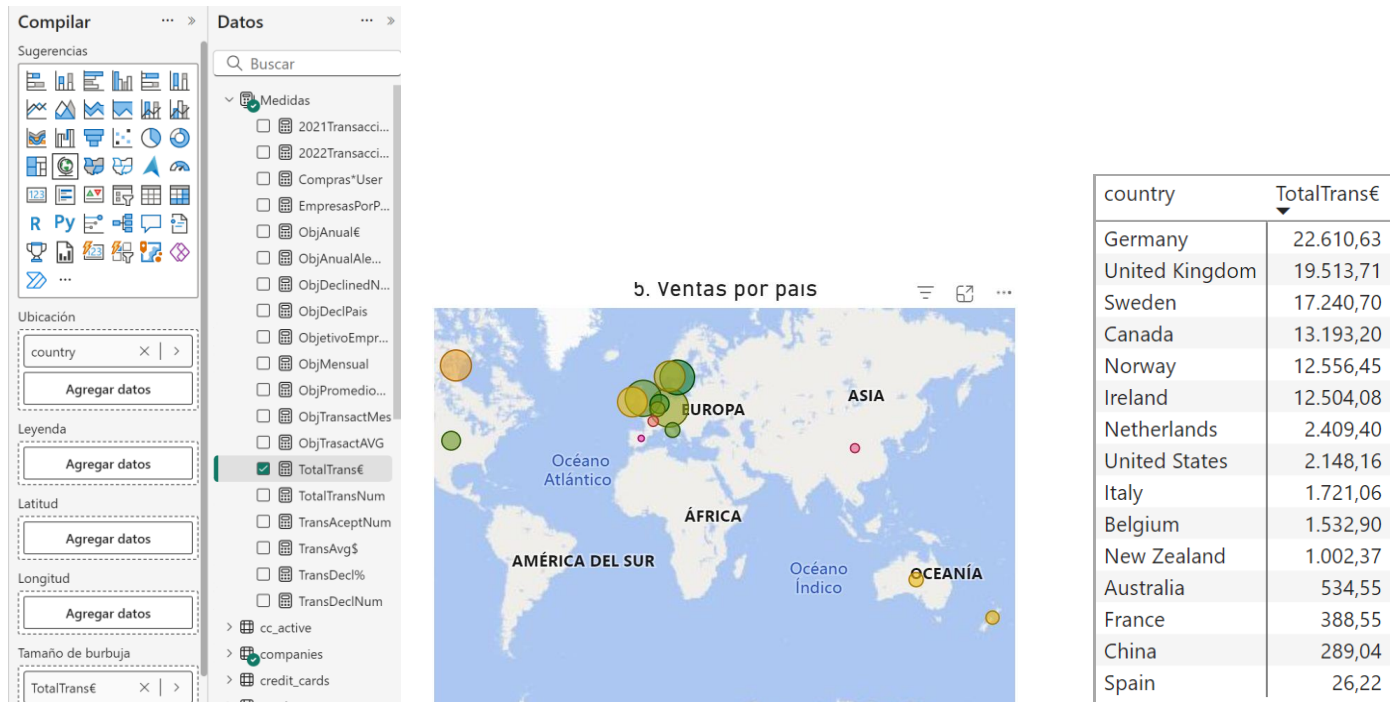 Compilar
Sugerencias
123
R Py
123
Ubicación
country
Agregar datos
Leyenda
Agregar datos
Latitud
Agregar datos
Longitud
Agregar datos
Tamaño de burbuja
TotalTrans€
Datos
Buscar
Medidas
2021Transacci...
2022Transacci...
Compras*User
EmpresasPorP...
ObjAnual€
ObjAnualAle...
ObjDeclinedN...
ObjDeclPais
ObjetivoEmpr...
ObjMensual
ObjPromedio...
ObjTransactMes
ObjTrasactAVG
TotalTrans€
TotalTransNum
TransAceptNum
TransAvg$
TransDecl%
TransDeclNum
cc_active
companies
credit_cards
5. Ventas por pais
EUROPA
ASIA
Océano
Atlántico
ÁFRICA
AMÉRICA DEL SUR
Océano
Índico
OCEANÍA
country TotalTrans€
Germany 22.610,63
United Kingdom 19.513,71
Sweden 17.240,70
Canada 13.193,20
Norway 12.556,45
Ireland 12.504,08
Netherlands 2.409,40
United States 2.148,16
Italy 1.721,06
Belgium 1.532,90
New Zealand 1.002,37
Australia 534,55
France 388,55
China 289,04
Spain 26,22